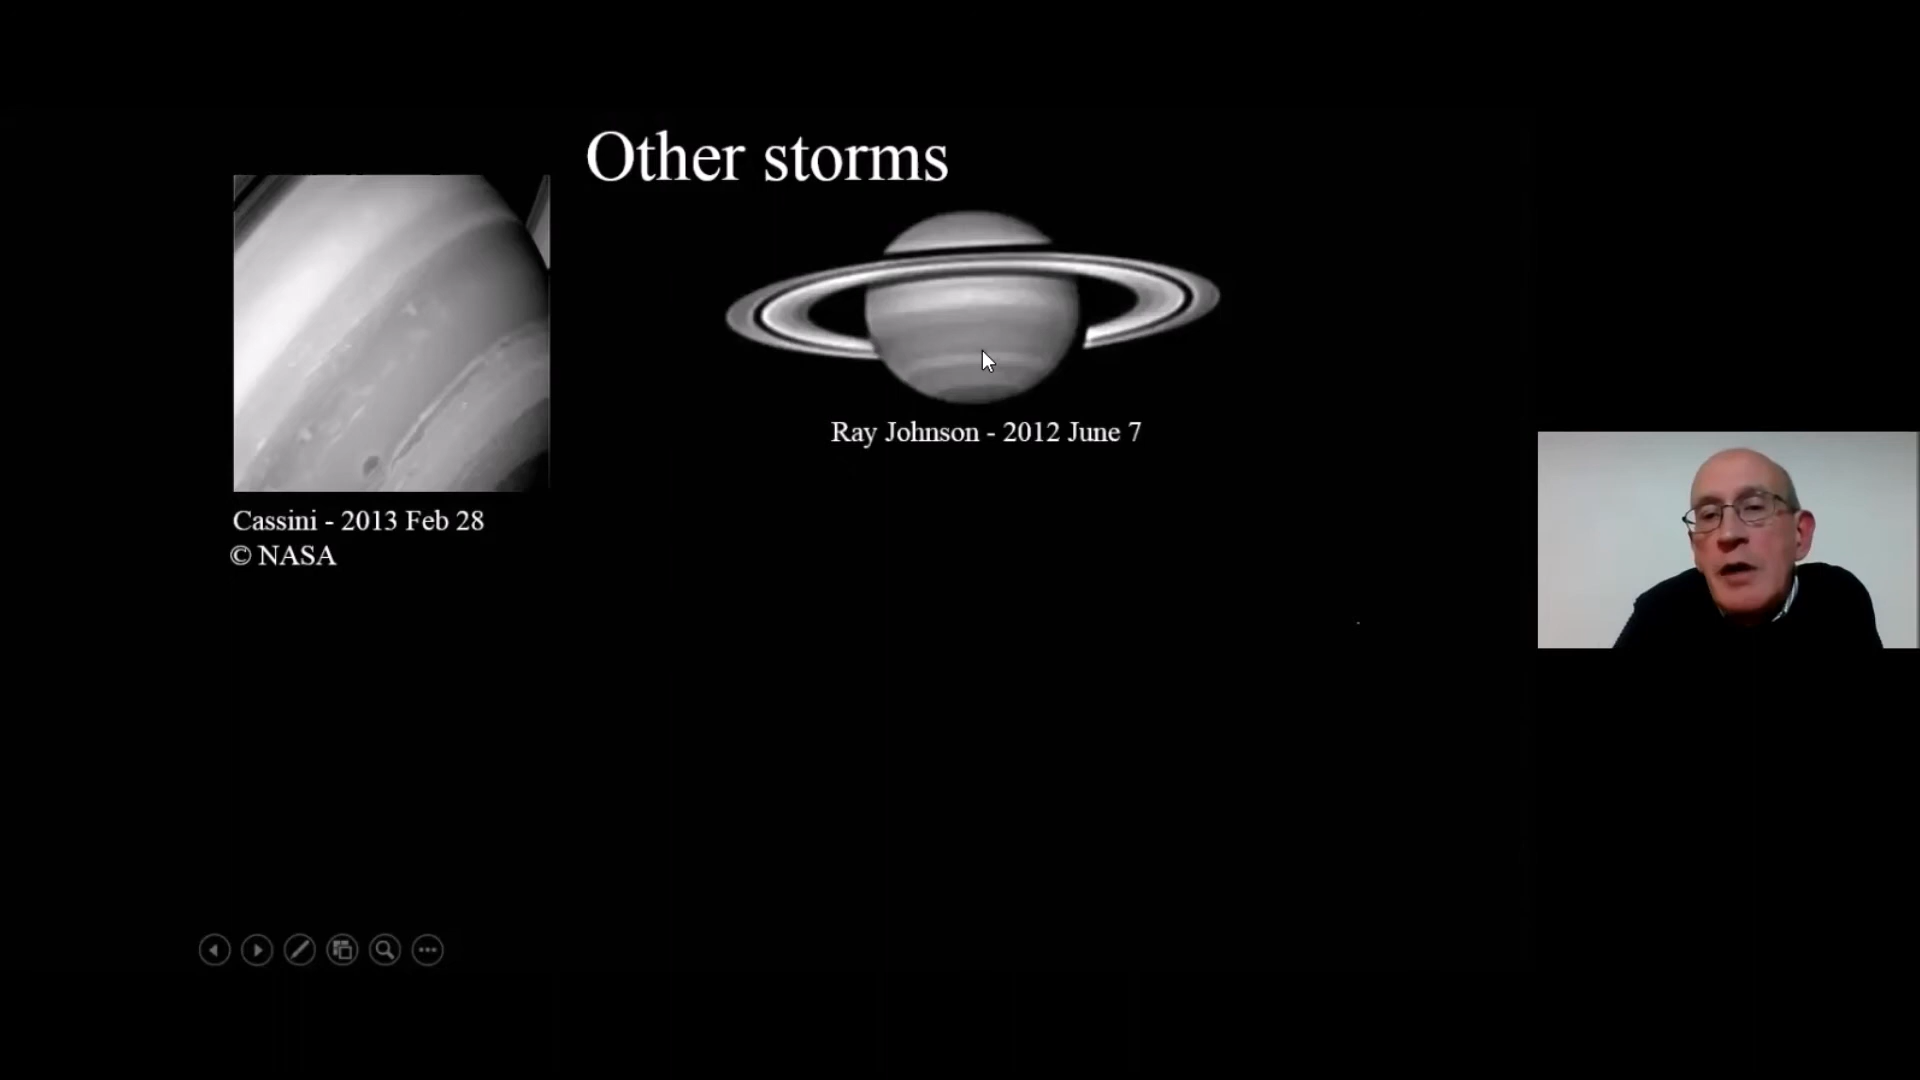 Other storms
Ray Johnson - 2012 June 7
Cassini - 2013 Feb 28
© NASA